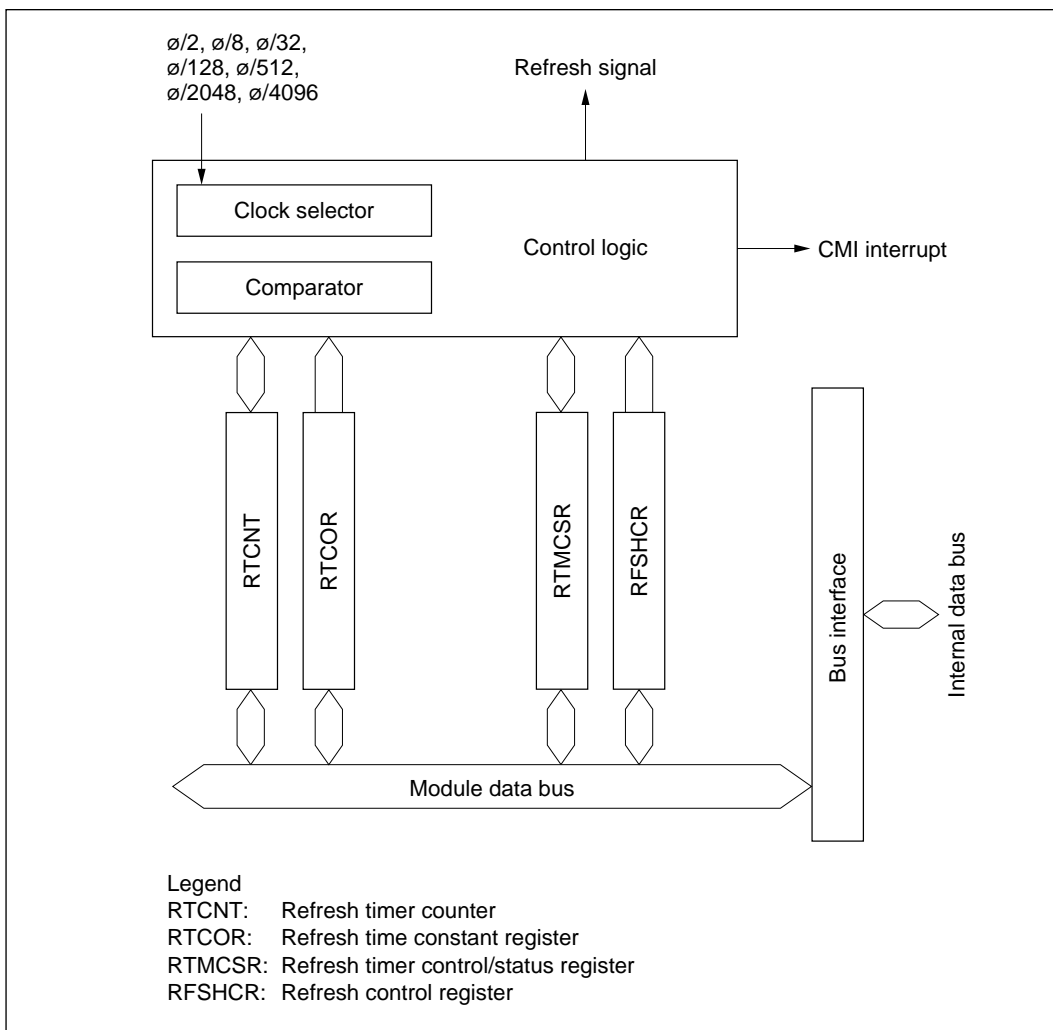 ø/2, ø/8, ø/32,
ø/128, ø/512,
ø/2048, ø/4096
Refresh signal
Clock selector
Control logic
CMI interrupt
Comparator
RTCNT
RTCOR
RTMCSR
RFSHCR
Bus interface
Internal data bus
Module data bus
Legend
RTCNT: Refresh timer counter
RTCOR: Refresh time constant register
RTMCSR: Refresh timer control/status register
RFSHCR: Refresh control register